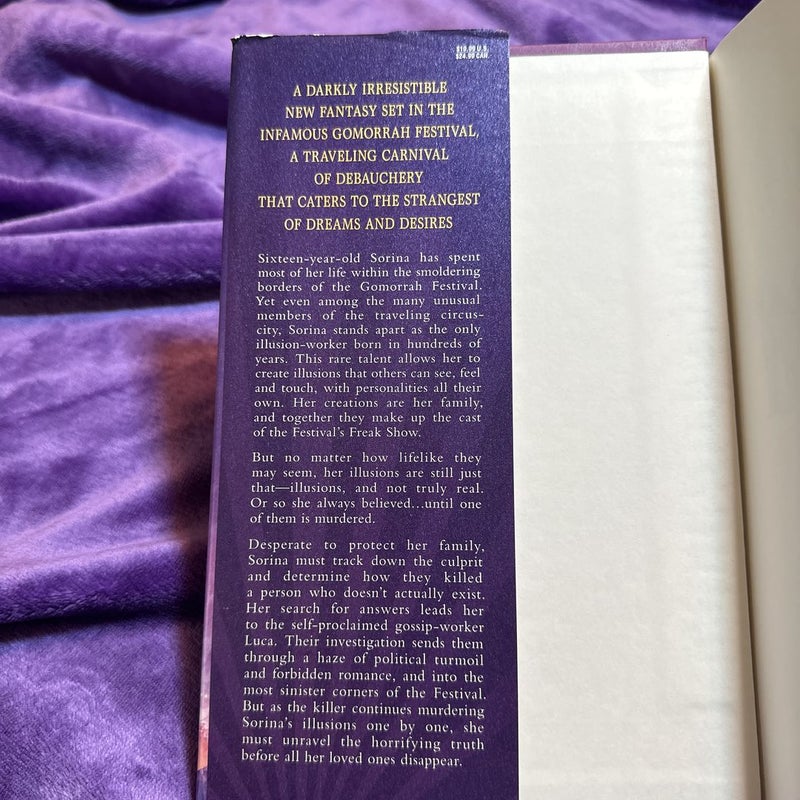 $19.99 U.S.
$24.99 CAN.
A DARKLY IRRESISTIBLE
NEW FANTASY SET IN THE
INFAMOUS GOMORRAH FESTIVAL,
A TRAVELING CARNIVAL
OF DEBAUCHERY
THAT CATERS TO THE STRANGEST
OF DREAMS AND DESIRES
Sixteen-year-old Sorina has spent
most of her life within the smoldering
borders of the Gomorrah Festival.
Yet even among the many unusual
members of the traveling circus-
city, Sorina stands apart as the only
illusion-worker born in hundreds of
years. This rare talent allows her to
create illusions that others can see, feel
and touch, with personalities all their
own. Her creations are her family,
and together they make up the cast
of the Festival's Freak Show.
But no matter how lifelike they
may seem, her illusions are still just
that—illusions, and not truly real.
Or so she always believed...until one
of them is murdered.
Desperate to protect her family,
Sorina must track down the culprit
and determine how they killed
a person who doesn't actually exist.
Her search for answers leads her
to the self-proclaimed gossip-worker
Luca. Their investigation sends them
through a haze of political turmoil
and forbidden romance, and into the
most sinister corners of the Festival.
But as the killer continues murdering
Sorina's illusions one by one, she
must unravel the horrifying truth
before all her loved ones disappear.